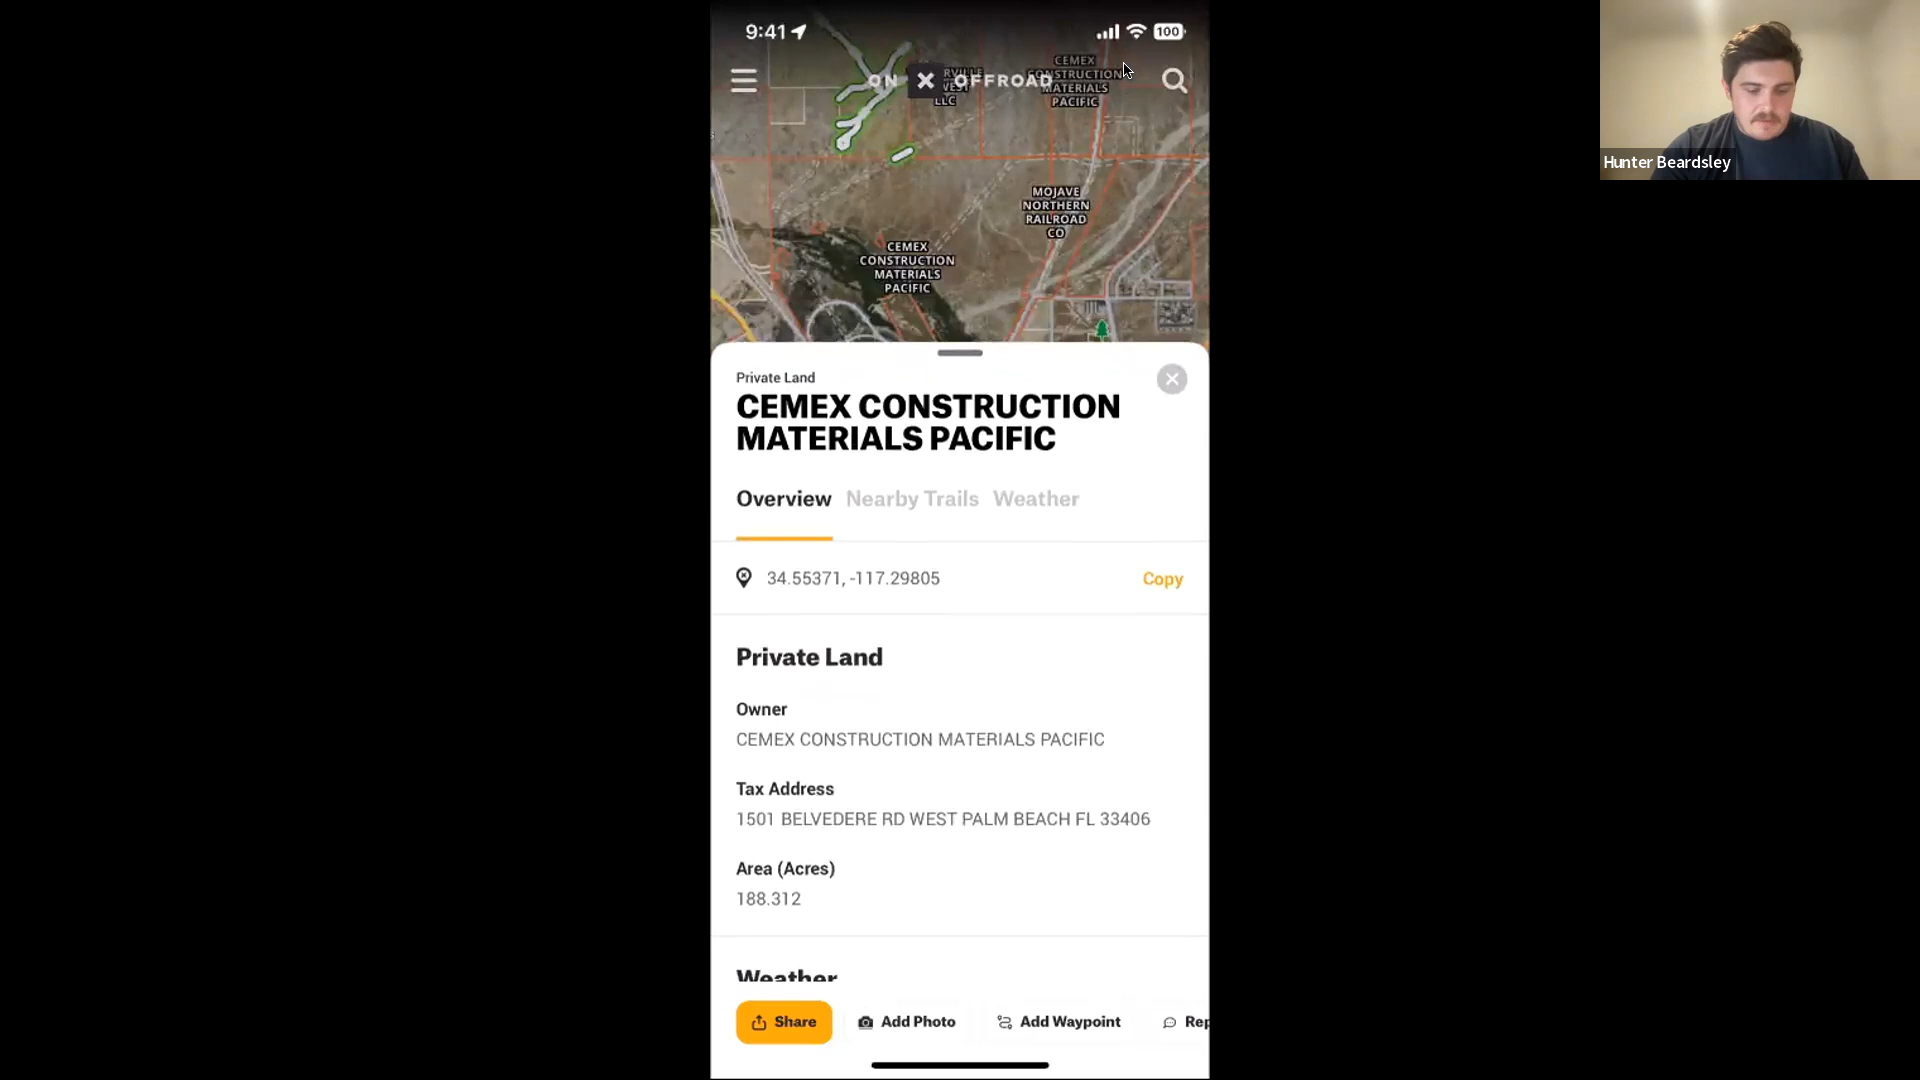 9:41
100
ON X OFFROAD
RVILLE
WEST
LLC
CEMEX
CONSTRUCTION
MATERIALS
PACIFIC
MOJAVE
NORTHERN
RAILROAD
CO
CEMEX
CONSTRUCTION
MATERIALS
PACIFIC
Private Land
CEMEX CONSTRUCTION
MATERIALS PACIFIC
Overview Nearby Trails Weather
34.55371, -117.29805 Copy
Private Land
Owner
CEMEX CONSTRUCTION MATERIALS PACIFIC
Tax Address
1501 BELVEDERE RD WEST PALM BEACH FL 33406
Area (Acres)
188.312
Weather
Share Add Photo Add Waypoint Rep
Hunter Beardsley